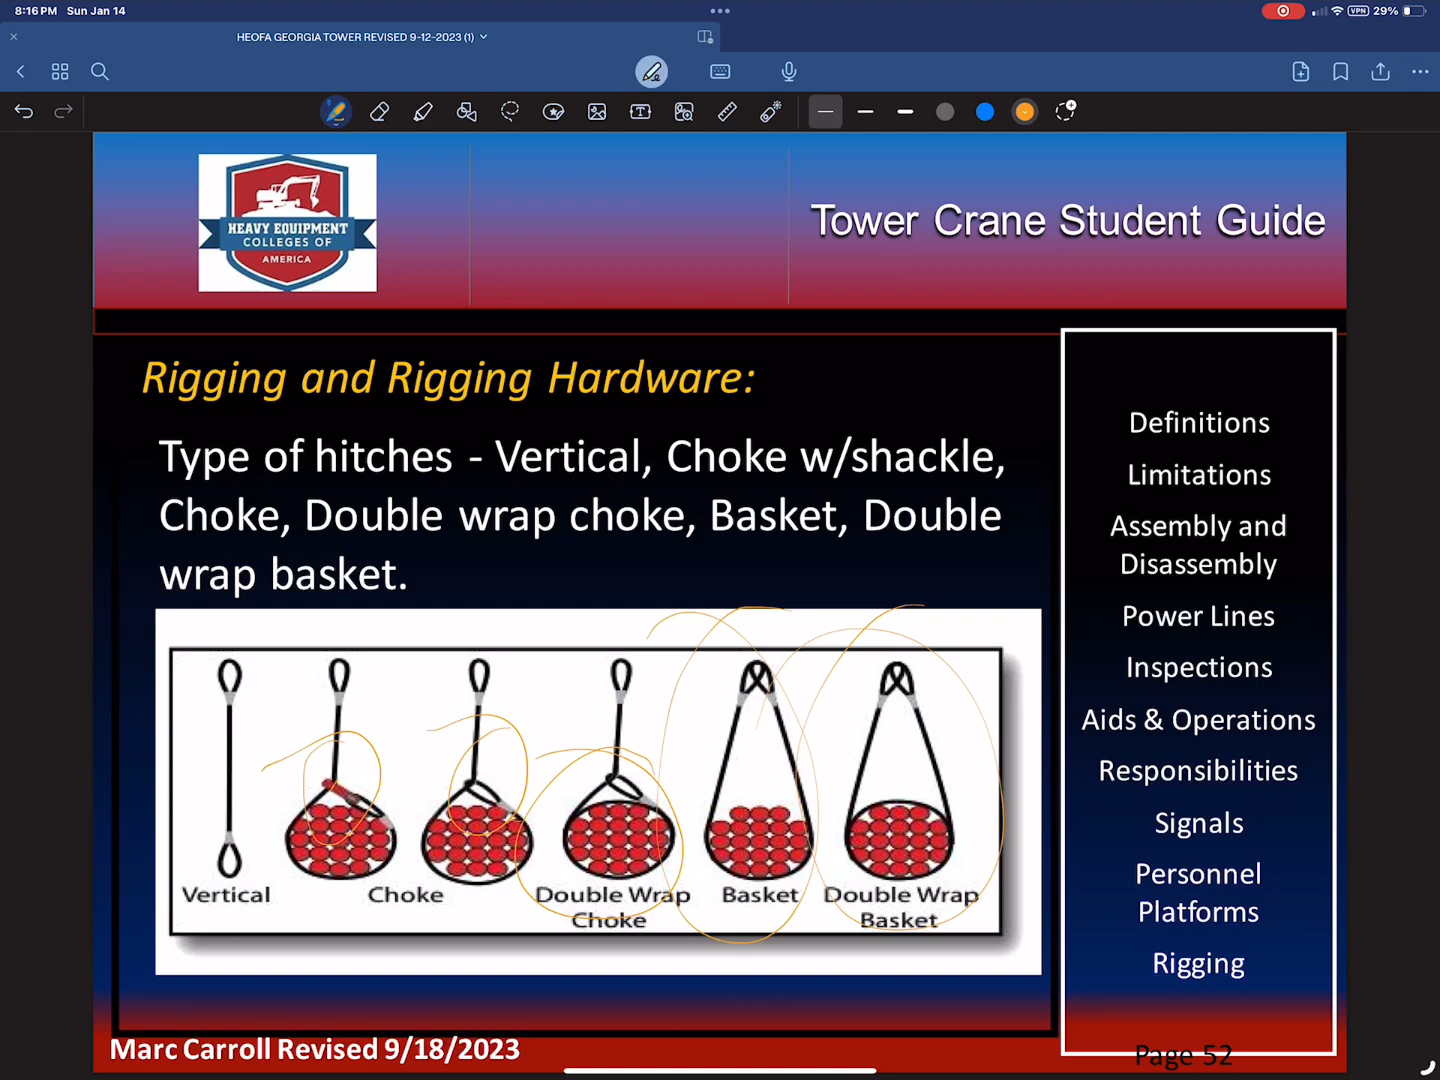 8:16 PM Sun Jan 14
VPN 29%
HEOFA GEORGIA TOWER REVISED 9-12-2023 (1)
HEAVY EQUIPMENT
COLLEGES OF
AMERICA
Tower Crane Student Guide
Rigging and Rigging Hardware:
Type of hitches - Vertical, Choke w/shackle,
Choke, Double wrap choke, Basket, Double
wrap basket.
Vertical
Choke
Double Wrap
Choke
Basket
Double Wrap
Basket
Definitions
Limitations
Assembly and
Disassembly
Power Lines
Inspections
Aids & Operations
Responsibilities
Signals
Personnel
Platforms
Rigging
Marc Carroll Revised 9/18/2023
Page 52